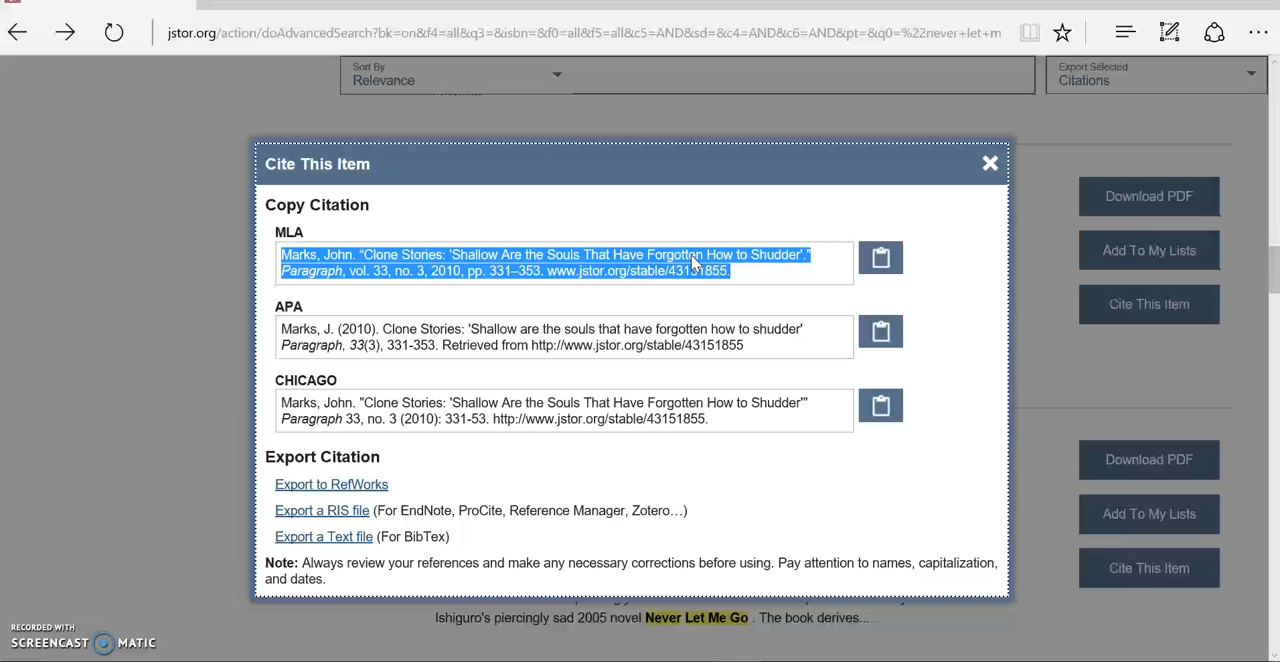 jstor.org/action/doAdvancedSearch?bk=on&f4=all&q3=&isbn=&f0=all&f5=all&c5=AND&sd=&c4=AND&c6=AND&pt=&q0=%22never+let+m
Sort By
Relevance
Export Selected
Citations
Cite This Item
Copy Citation
MLA
Marks, John. “Clone Stories: 'Shallow Are the Souls That Have Forgotten How to Shudder'.”
Paragraph, vol. 33, no. 3, 2010, pp. 331–353. www.jstor.org/stable/43151855.
APA
Marks, J. (2010). Clone Stories: 'Shallow are the souls that have forgotten how to shudder'
Paragraph, 33(3), 331-353. Retrieved from http://www.jstor.org/stable/43151855
CHICAGO
Marks, John. "Clone Stories: 'Shallow Are the Souls That Have Forgotten How to Shudder'"
Paragraph 33, no. 3 (2010): 331-53. http://www.jstor.org/stable/43151855.
Export Citation
Export to RefWorks
Export a RIS file (For EndNote, ProCite, Reference Manager, Zotero…)
Export a Text file (For BibTex)
Note: Always review your references and make any necessary corrections before using. Pay attention to names, capitalization,
and dates.
Download PDF
Add To My Lists
Cite This Item
Download PDF
Add To My Lists
Cite This Item
Ishiguro's piercingly sad 2005 novel Never Let Me Go . The book derives...
RECORDED WITH
SCREENCAST MATIC